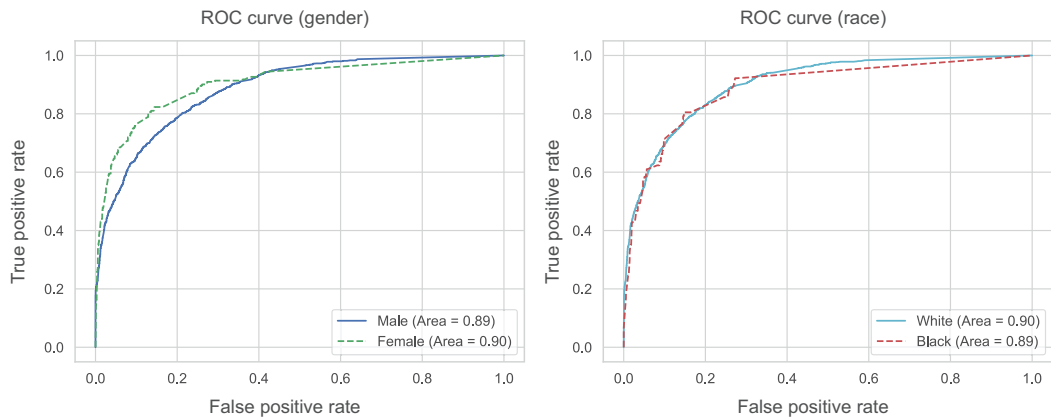 ROC curve (gender)
1.0
0.8
0.6
0.4
0.2
0.0
True positive rate
Male (Area = 0.89)
Female (Area = 0.90)
0.0 0.2 0.4 0.6 0.8 1.0
False positive rate
ROC curve (race)
1.0
0.8
0.6
0.4
0.2
0.0
True positive rate
White (Area = 0.90)
Black (Area = 0.89)
0.0 0.2 0.4 0.6 0.8 1.0
False positive rate